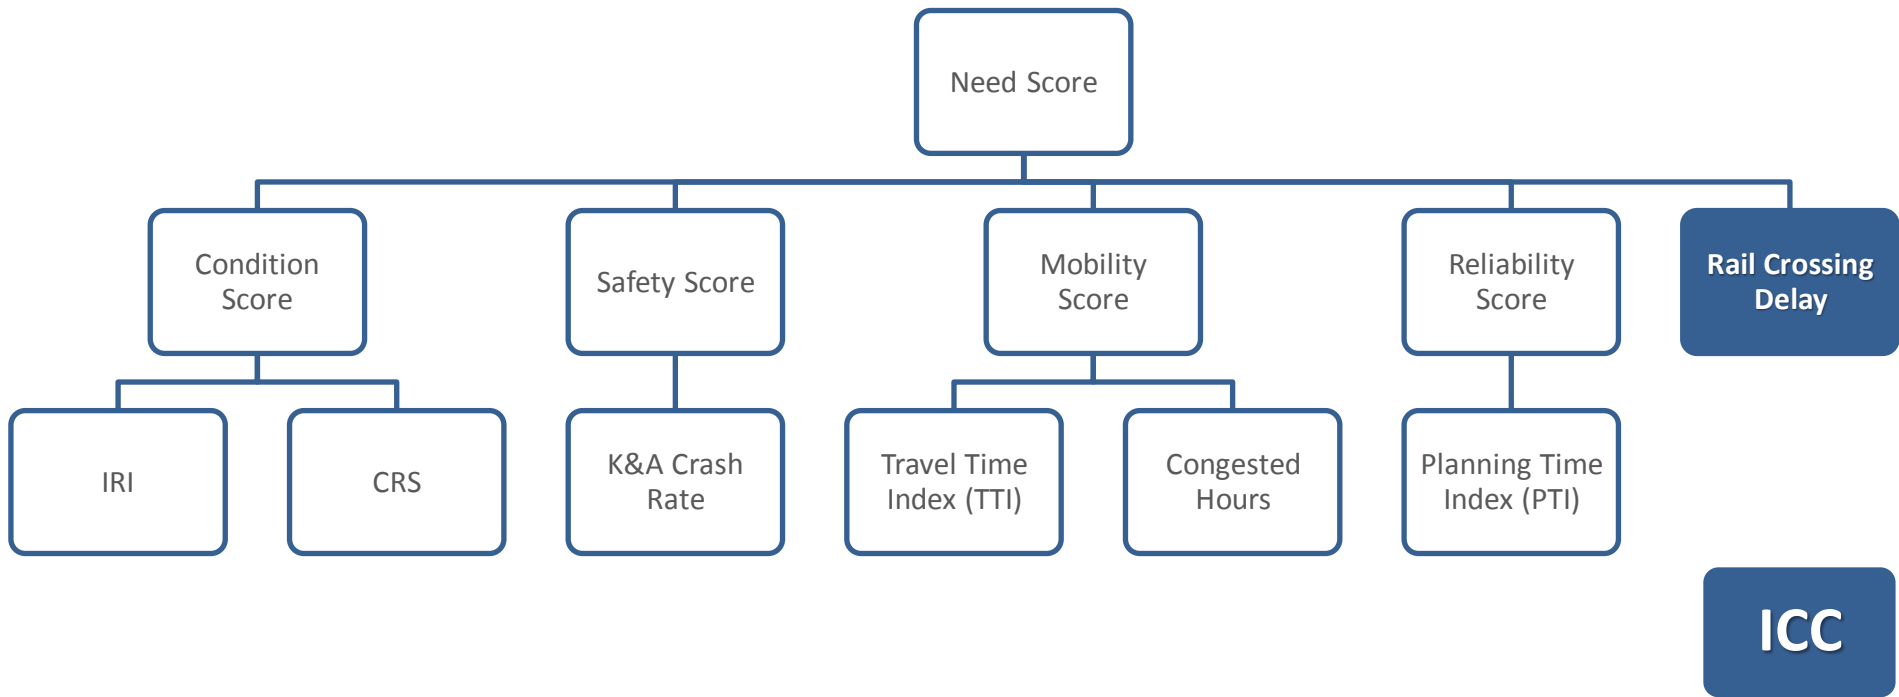 Need Score
Condition
Score
Safety Score
Mobility
Score
Reliability
Score
Rail Crossing
Delay
IRI
CRS
K&A Crash
Rate
Travel Time
Index (TTI)
Congested
Hours
Planning Time
Index (PTI)
ICC